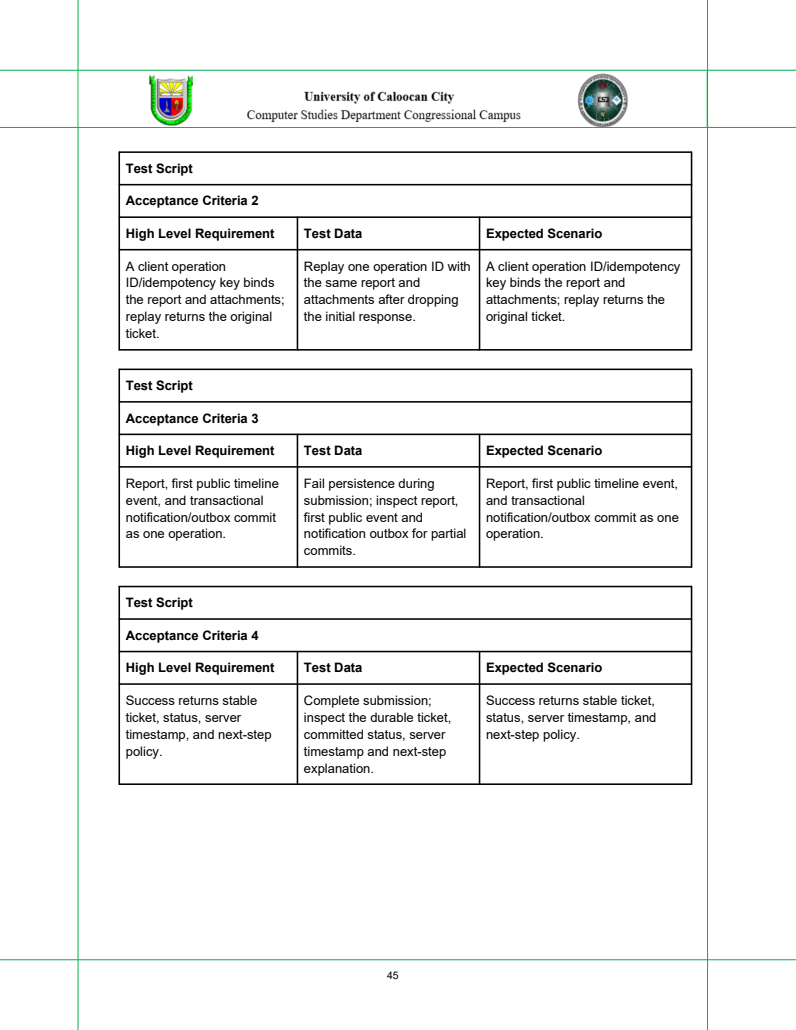 University of Caloocan City
Computer Studies Department Congressional Campus
Test Script
Acceptance Criteria 2
High Level Requirement
Test Data
Expected Scenario
A client operation
ID/idempotency key binds
the report and attachments;
replay returns the original
ticket.
Replay one operation ID with
the same report and
attachments after dropping
the initial response.
A client operation ID/idempotency
key binds the report and
attachments; replay returns the
original ticket.
Test Script
Acceptance Criteria 3
High Level Requirement
Test Data
Expected Scenario
Report, first public timeline
event, and transactional
notification/outbox commit
as one operation.
Fail persistence during
submission; inspect report,
first public event and
notification outbox for partial
commits.
Report, first public timeline event,
and transactional
notification/outbox commit as one
operation.
Test Script
Acceptance Criteria 4
High Level Requirement
Test Data
Expected Scenario
Success returns stable
ticket, status, server
timestamp, and next-step
policy.
Complete submission;
inspect the durable ticket,
committed status, server
timestamp and next-step
explanation.
Success returns stable ticket,
status, server timestamp, and
next-step policy.
45